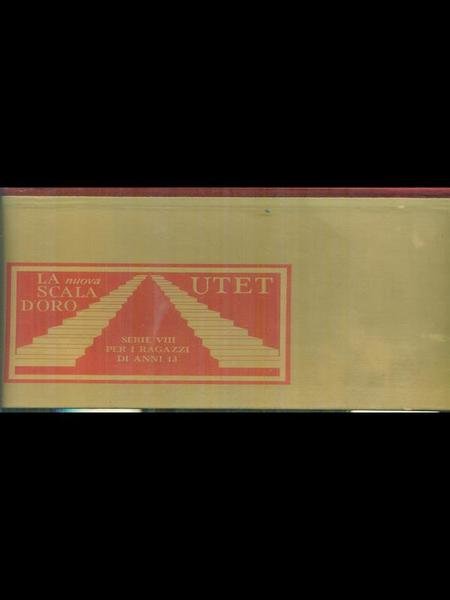 LA nuova
SCALA
D'ORO
UTET
SERIE VIII
PER I RAGAZZI
DI ANNI 13